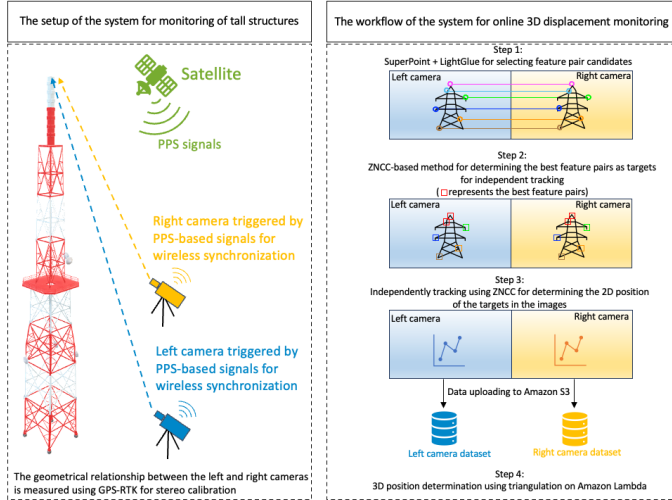 The setup of the system for monitoring of tall structures
Satellite
PPS signals
Right camera triggered by
PPS-based signals for
wireless synchronization
Left camera triggered by
PPS-based signals for
wireless synchronization
The geometrical relationship between the left and right cameras
is measured using GPS-RTK for stereo calibration
The workflow of the system for online 3D displacement monitoring
Step 1:
SuperPoint + LightGlue for selecting feature pair candidates
Left camera
Right camera
Step 2:
ZNCC-based method for determining the best feature pairs as targets
for independent tracking
( represents the best feature pairs)
Left camera
Right camera
Step 3:
Independently tracking using ZNCC for determining the 2D position
of the targets in the images
Left camera
Right camera
Data uploading to Amazon S3
Left camera dataset
Right camera dataset
Step 4:
3D position determination using triangulation on Amazon Lambda